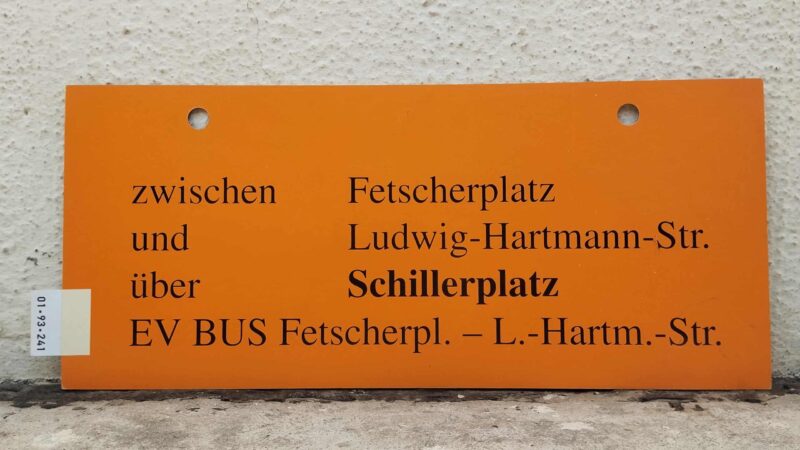 zwischen Fetscherplatz
und Ludwig-Hartmann-Str.
über Schillerplatz
EV BUS Fetscherpl. – L.-Hartm.-Str.
01·93·241